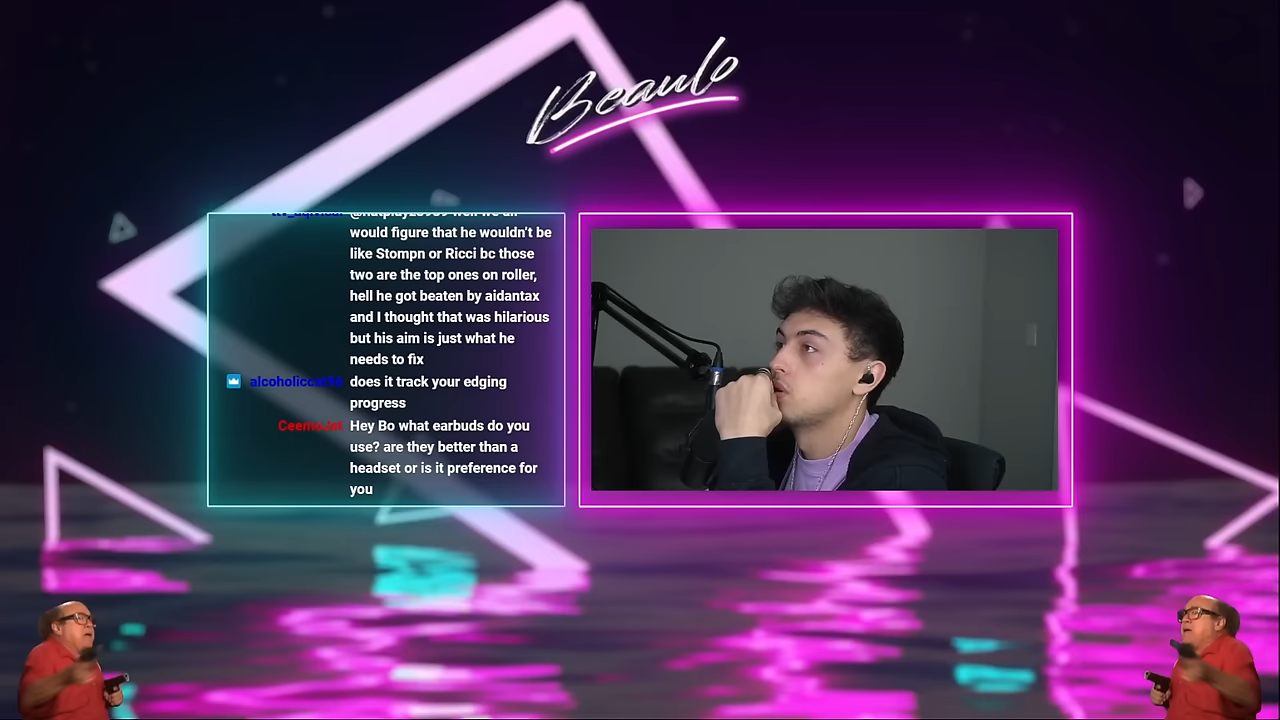 Beaulo
would figure that he wouldn't be
like Stompn or Ricci bc those
two are the top ones on roller,
hell he got beaten by aidantax
and I thought that was hilarious
but his aim is just what he
needs to fix
does it track your edging
progress
CeemoJet Hey Bo what earbuds do you
use? are they better than a
headset or is it preference for
you